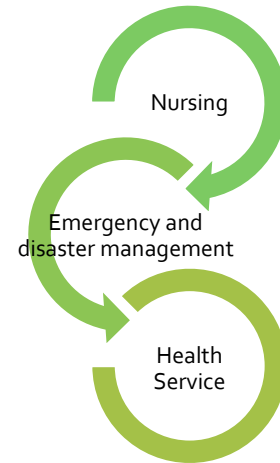 Nursing
Emergency and
disaster management
Health
Service